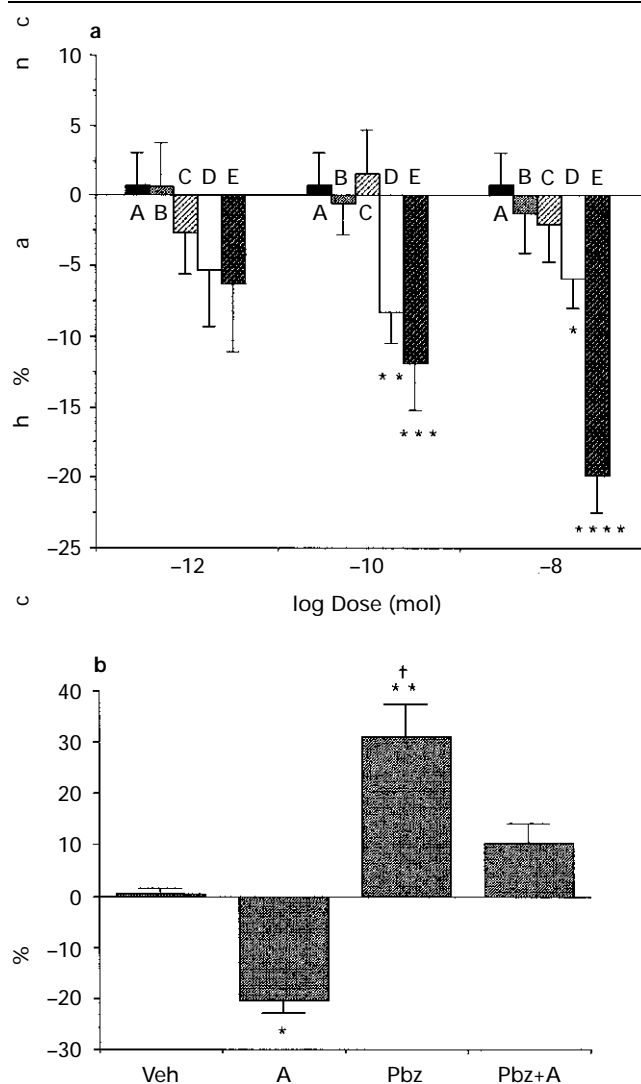 c
n
a
10
5
0
−5
−10
−15
−20
−25
A B C D E
A B C D E
A B C D E
* *
* * *
*
* * * *
a
h %
−12 −10 −8
log Dose (mol)
c
b
40
30
20
10
0
−10
−20
−30
†
* *
*
%
Veh A Pbz Pbz+A